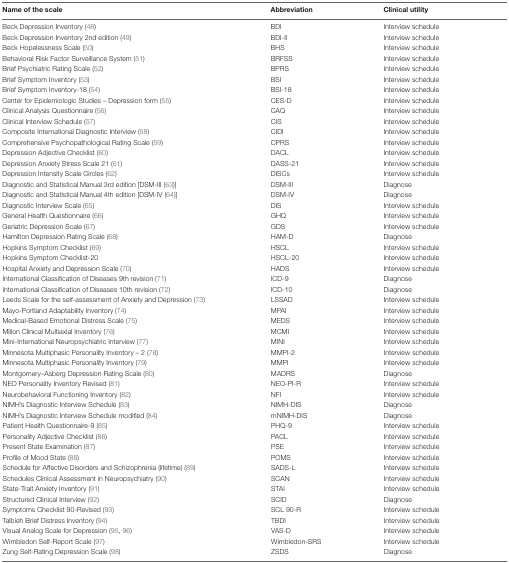 Name of the scale Abbreviation Clinical utility
Beck Depression Inventory (48) BDI Interview schedule
Beck Depression Inventory 2nd edition (49) BDI-II Interview schedule
Beck Hopelessness Scale (50) BHS Interview schedule
Behavioral Risk Factor Surveillance System (51) BRFSS Interview schedule
Brief Psychiatric Rating Scale (52) BPRS Interview schedule
Brief Symptom Inventory (53) BSI Interview schedule
Brief Symptom Inventory-18 (54) BSI-18 Interview schedule
Center for Epidemiologic Studies – Depression form (55) CES-D Interview schedule
Clinical Analysis Questionnaire (56) CAQ Interview schedule
Clinical Interview Schedule (57) CIS Interview schedule
Composite International Diagnostic Interview (58) CIDI Interview schedule
Comprehensive Psychopathological Rating Scale (59) CPRS Interview schedule
Depression Adjective Checklist (60) DACL Interview schedule
Depression Anxiety Stress Scale 21 (61) DASS-21 Interview schedule
Depression Intensity Scale Circles (62) DISCs Interview schedule
Diagnostic and Statistical Manual 3rd edition [DSM-III (63)] DSM-III Diagnose
Diagnostic and Statistical Manual 4th edition [DSM-IV (64)] DSM-IV Diagnose
Diagnostic Interview Scale (65) DIS Interview schedule
General Health Questionnaire (66) GHQ Interview schedule
Geriatric Depression Scale (67) GDS Interview schedule
Hamilton Depression Rating Scale (68) HAM-D Diagnose
Hopkins Symptom Checklist (69) HSCL Interview schedule
Hopkins Symptom Checklist-20 HSCL-20 Interview schedule
Hospital Anxiety and Depression Scale (70) HADS Interview schedule
International Classification of Diseases 9th revision (71) ICD-9 Diagnose
International Classification of Diseases 10th revision (72) ICD-10 Diagnose
Leeds Scale for the self-assessment of Anxiety and Depression (73) LSSAD Interview schedule
Mayo-Portland Adaptability Inventory (74) MPAI Interview schedule
Medical-Based Emotional Distress Scale (75) MEDS Interview schedule
Millon Clinical Multiaxial Inventory (76) MCMI Interview schedule
Mini-International Neuropsychiatric Interview (77) MINI Interview schedule
Minnesota Multiphasic Personality Inventory – 2 (78) MMPI-2 Interview schedule
Minnesota Multiphasic Personality Inventory (79) MMPI Interview schedule
Montgomery–Asberg Depression Rating Scale (80) MADRS Diagnose
NEO Personality Inventory Revised (81) NEO-PI-R Interview schedule
Neurobehavioral Functioning Inventory (82) NFI Interview schedule
NIMH's Diagnostic Interview Schedule (83) NIMH-DIS Diagnose
NIMH's Diagnostic Interview Schedule modified (84) mNIMH-DIS Diagnose
Patient Health Questionnaire-9 (85) PHQ-9 Interview schedule
Personality Adjective Checklist (86) PACL Interview schedule
Present State Examination (87) PSE Interview schedule
Profile of Mood State (88) POMS Interview schedule
Schedule for Affective Disorders and Schizophrenia (lifetime) (89) SADS-L Interview schedule
Schedules Clinical Assessment in Neuropsychiatry (90) SCAN Interview schedule
State-Trait Anxiety Inventory (91) STAI Interview schedule
Structured Clinical Interview (92) SCID Diagnose
Symptoms Checklist 90-Revised (93) SCL 90-R Interview schedule
Talbieh Brief Distress Inventory (94) TBDI Interview schedule
Visual Analog Scale for Depression (95, 96) VAS-D Interview schedule
Wimbledon Self-Report Scale (97) Wimbledon-SRS Interview schedule
Zung Self-Rating Depression Scale (98) ZSDS Diagnose